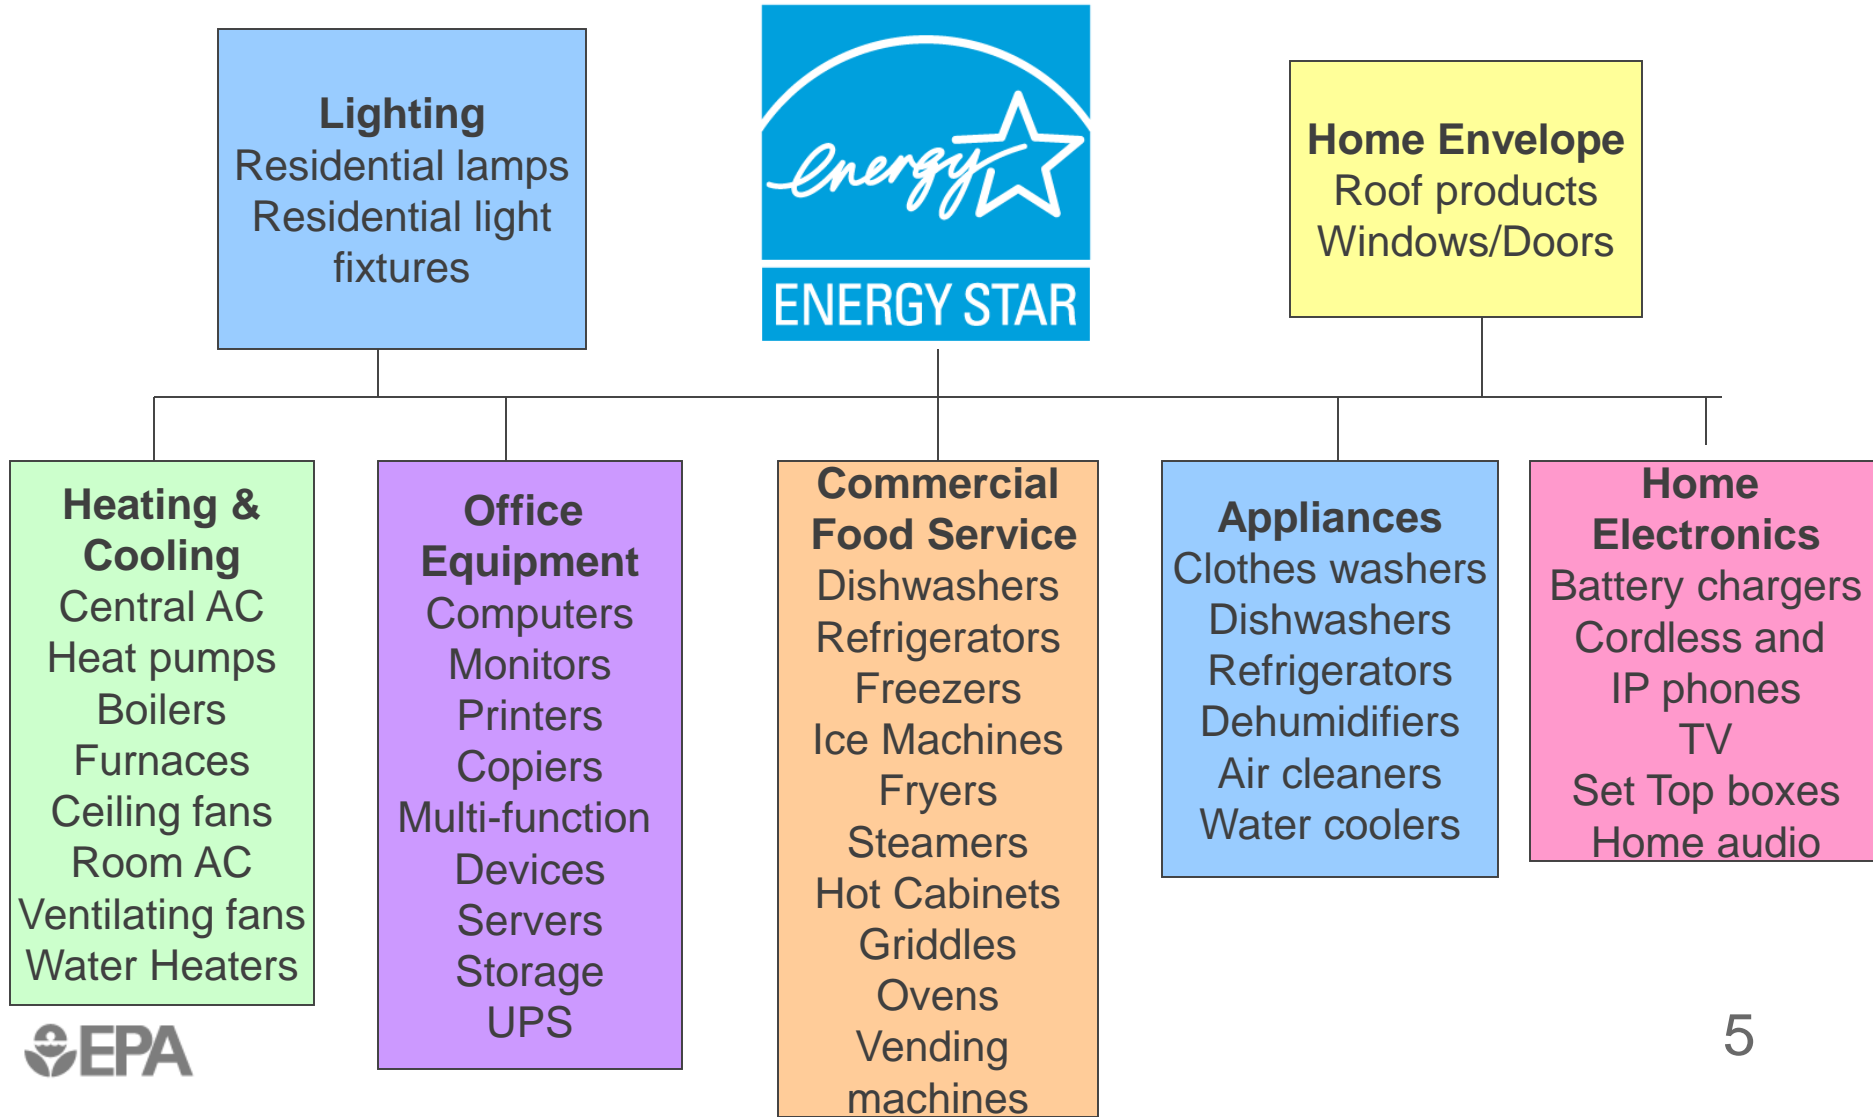 Lighting
Residential lamps
Residential light
fixtures
energy
ENERGY STAR
Home Envelope
Roof products
Windows/Doors
Heating &
Cooling
Central AC
Heat pumps
Boilers
Furnaces
Ceiling fans
Room AC
Ventilating fans
Water Heaters
Office
Equipment
Computers
Monitors
Printers
Copiers
Multi-function
Devices
Servers
Storage
UPS
Commercial
Food Service
Dishwashers
Refrigerators
Freezers
Ice Machines
Fryers
Steamers
Hot Cabinets
Griddles
Ovens
Vending
machines
Appliances
Clothes washers
Dishwashers
Refrigerators
Dehumidifiers
Air cleaners
Water coolers
Home
Electronics
Battery chargers
Cordless and
IP phones
TV
Set Top boxes
Home audio
EPA
5